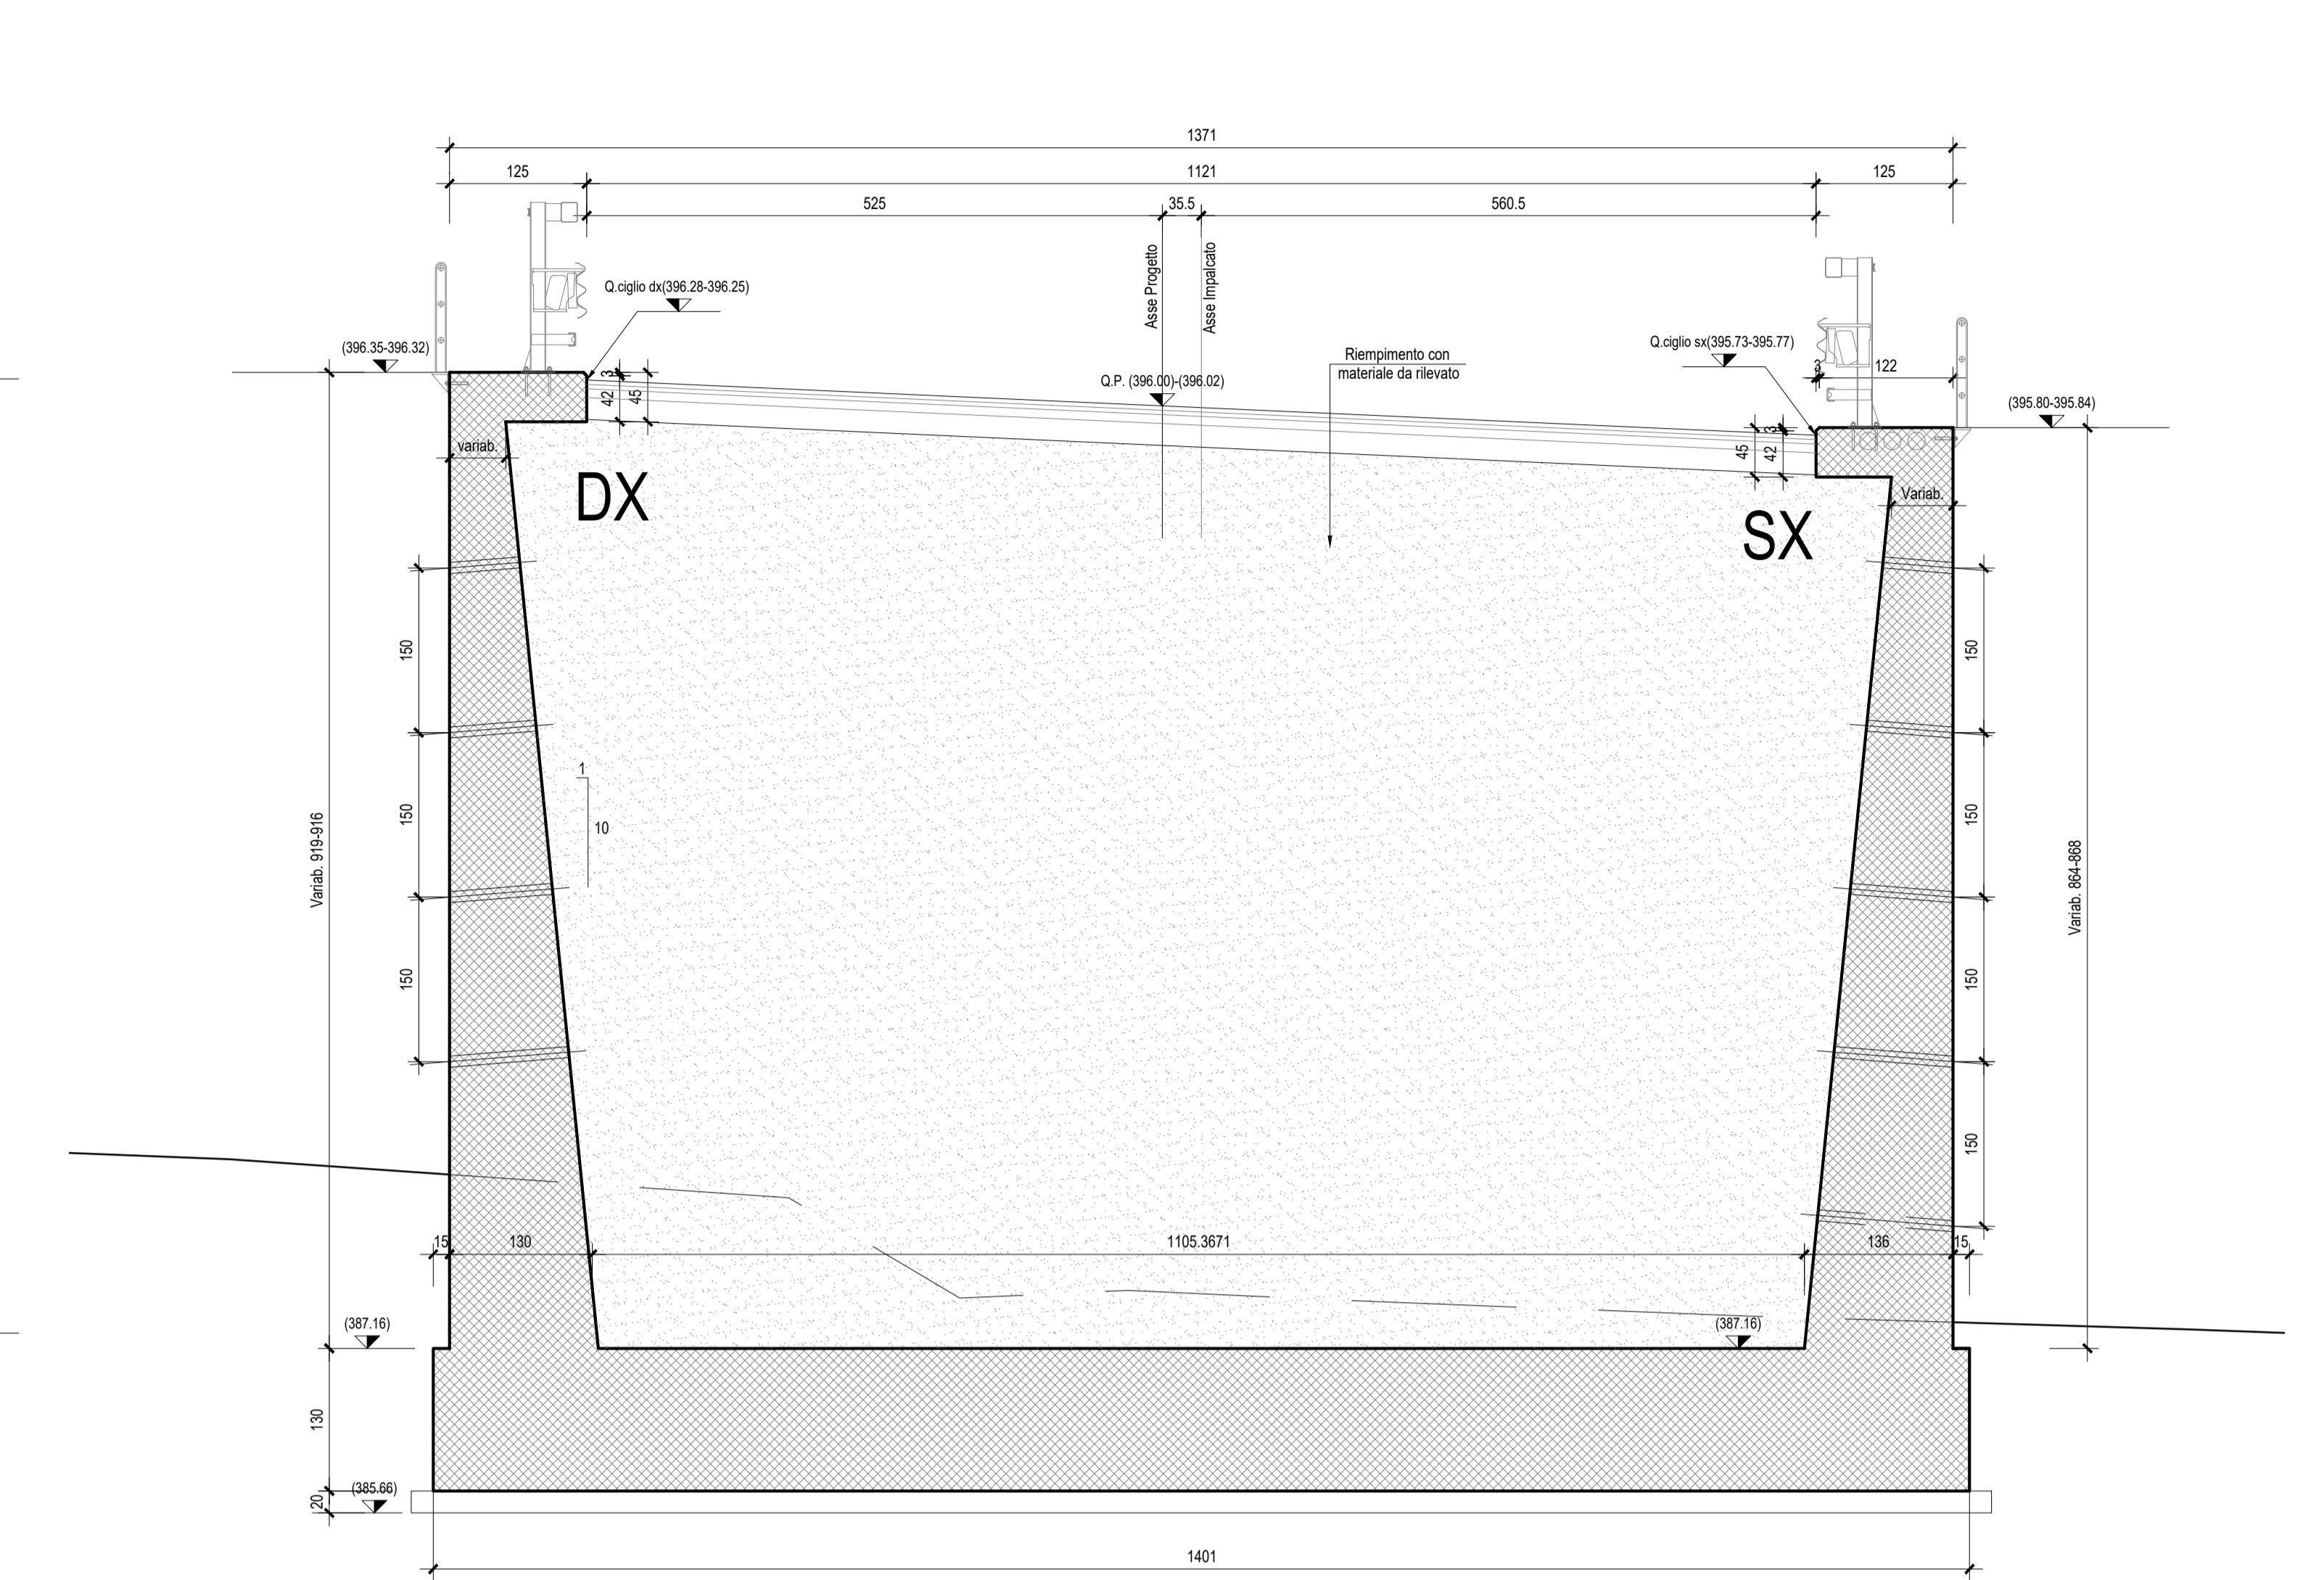 1371
125
1121
125
525
35.5
560.5
Asse Progetto
Asse Impalcato
Q.ciglio dx(396.28-396.25)
(396.35-396.32)
3
42
45
Q.P. (396.00)-(396.02)
Riempimento con
materiale da rilevato
Q.ciglio sx(395.73-395.77)
3
122
(395.80-395.84)
variab.
45
42
3
DX
SX
Variab.
150
150
150
150
150
150
150
1
10
Variab. 919-916
Variab. 864-868
15
130
1105.3671
136
15
(387.16)
(387.16)
130
20
(385.66)
1401